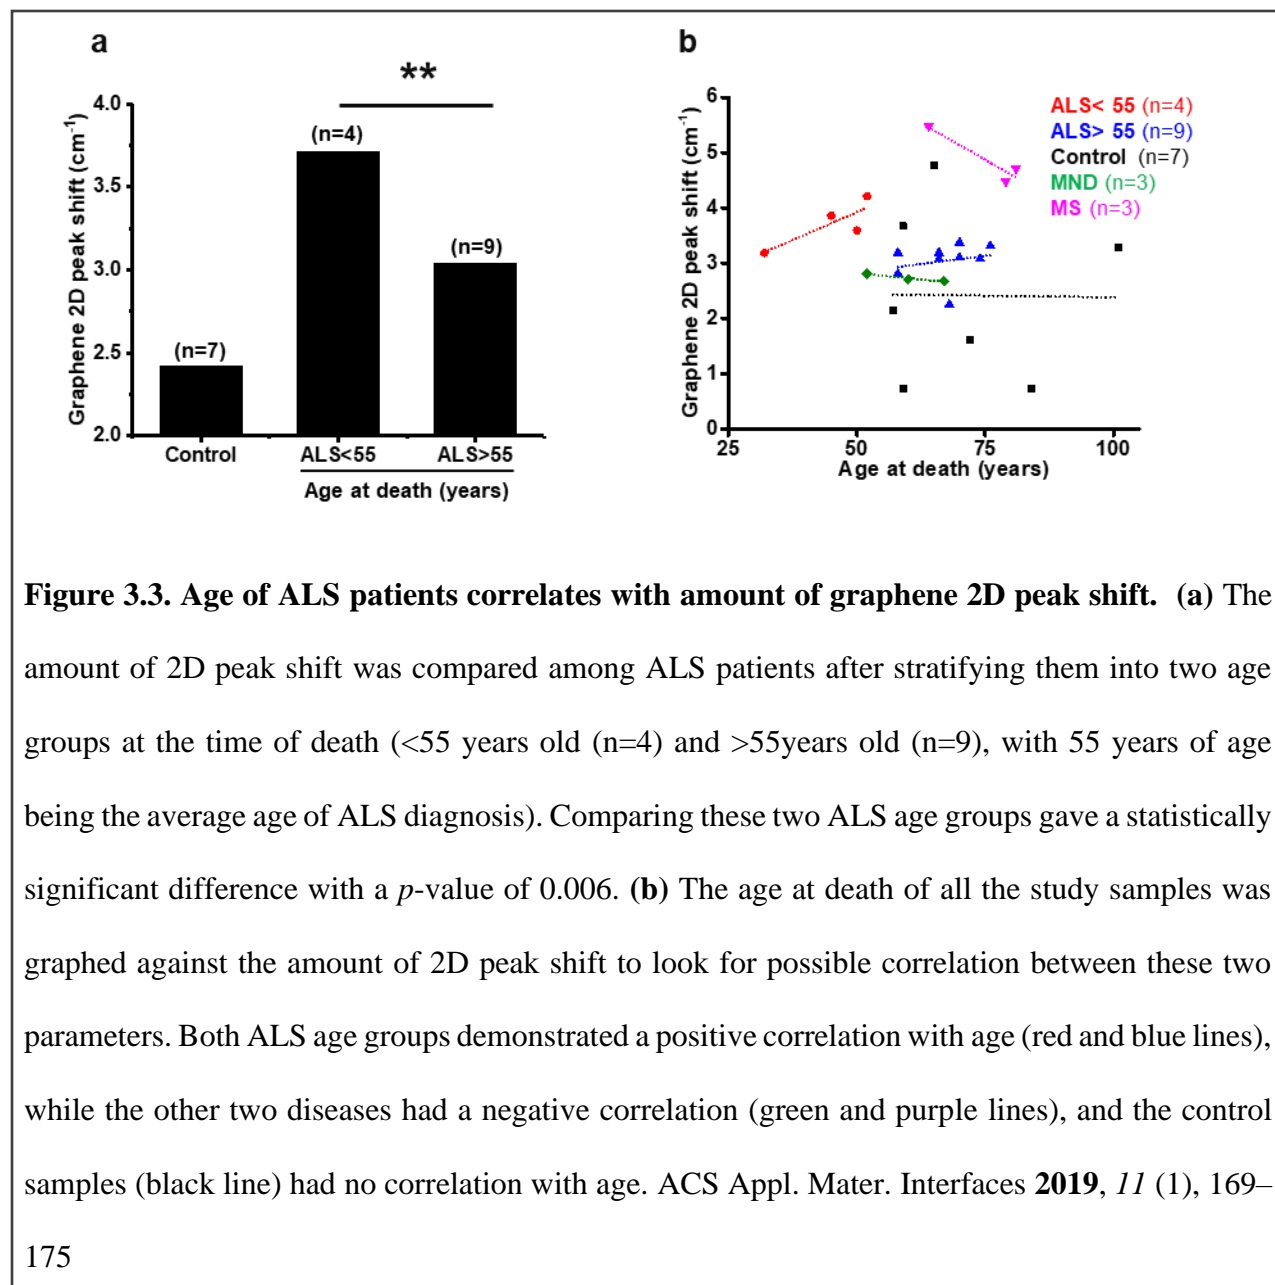 a
**
4.0
3.5
3.0
2.5
2.0
Graphene 2D peak shift (cm-1)
(n=7)
(n=4)
(n=9)
Control
ALS<55
ALS>55
Age at death (years)
b
6
5
4
3
2
1
0
Graphene 2D peak shift (cm-1)
25
50
75
100
Age at death (years)
ALS< 55 (n=4)
ALS> 55 (n=9)
Control (n=7)
MND (n=3)
MS (n=3)
Figure 3.3. Age of ALS patients correlates with amount of graphene 2D peak shift. (a) The
amount of 2D peak shift was compared among ALS patients after stratifying them into two age
groups at the time of death (<55 years old (n=4) and >55years old (n=9), with 55 years of age
being the average age of ALS diagnosis). Comparing these two ALS age groups gave a statistically
significant difference with a p-value of 0.006. (b) The age at death of all the study samples was
graphed against the amount of 2D peak shift to look for possible correlation between these two
parameters. Both ALS age groups demonstrated a positive correlation with age (red and blue lines),
while the other two diseases had a negative correlation (green and purple lines), and the control
samples (black line) had no correlation with age. ACS Appl. Mater. Interfaces 2019, 11 (1), 169–
175